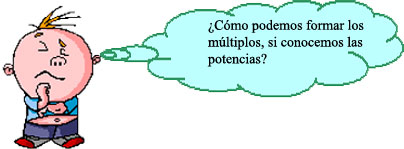 ¿Cómo podemos formar los
múltiplos, si conocemos las
potencias?